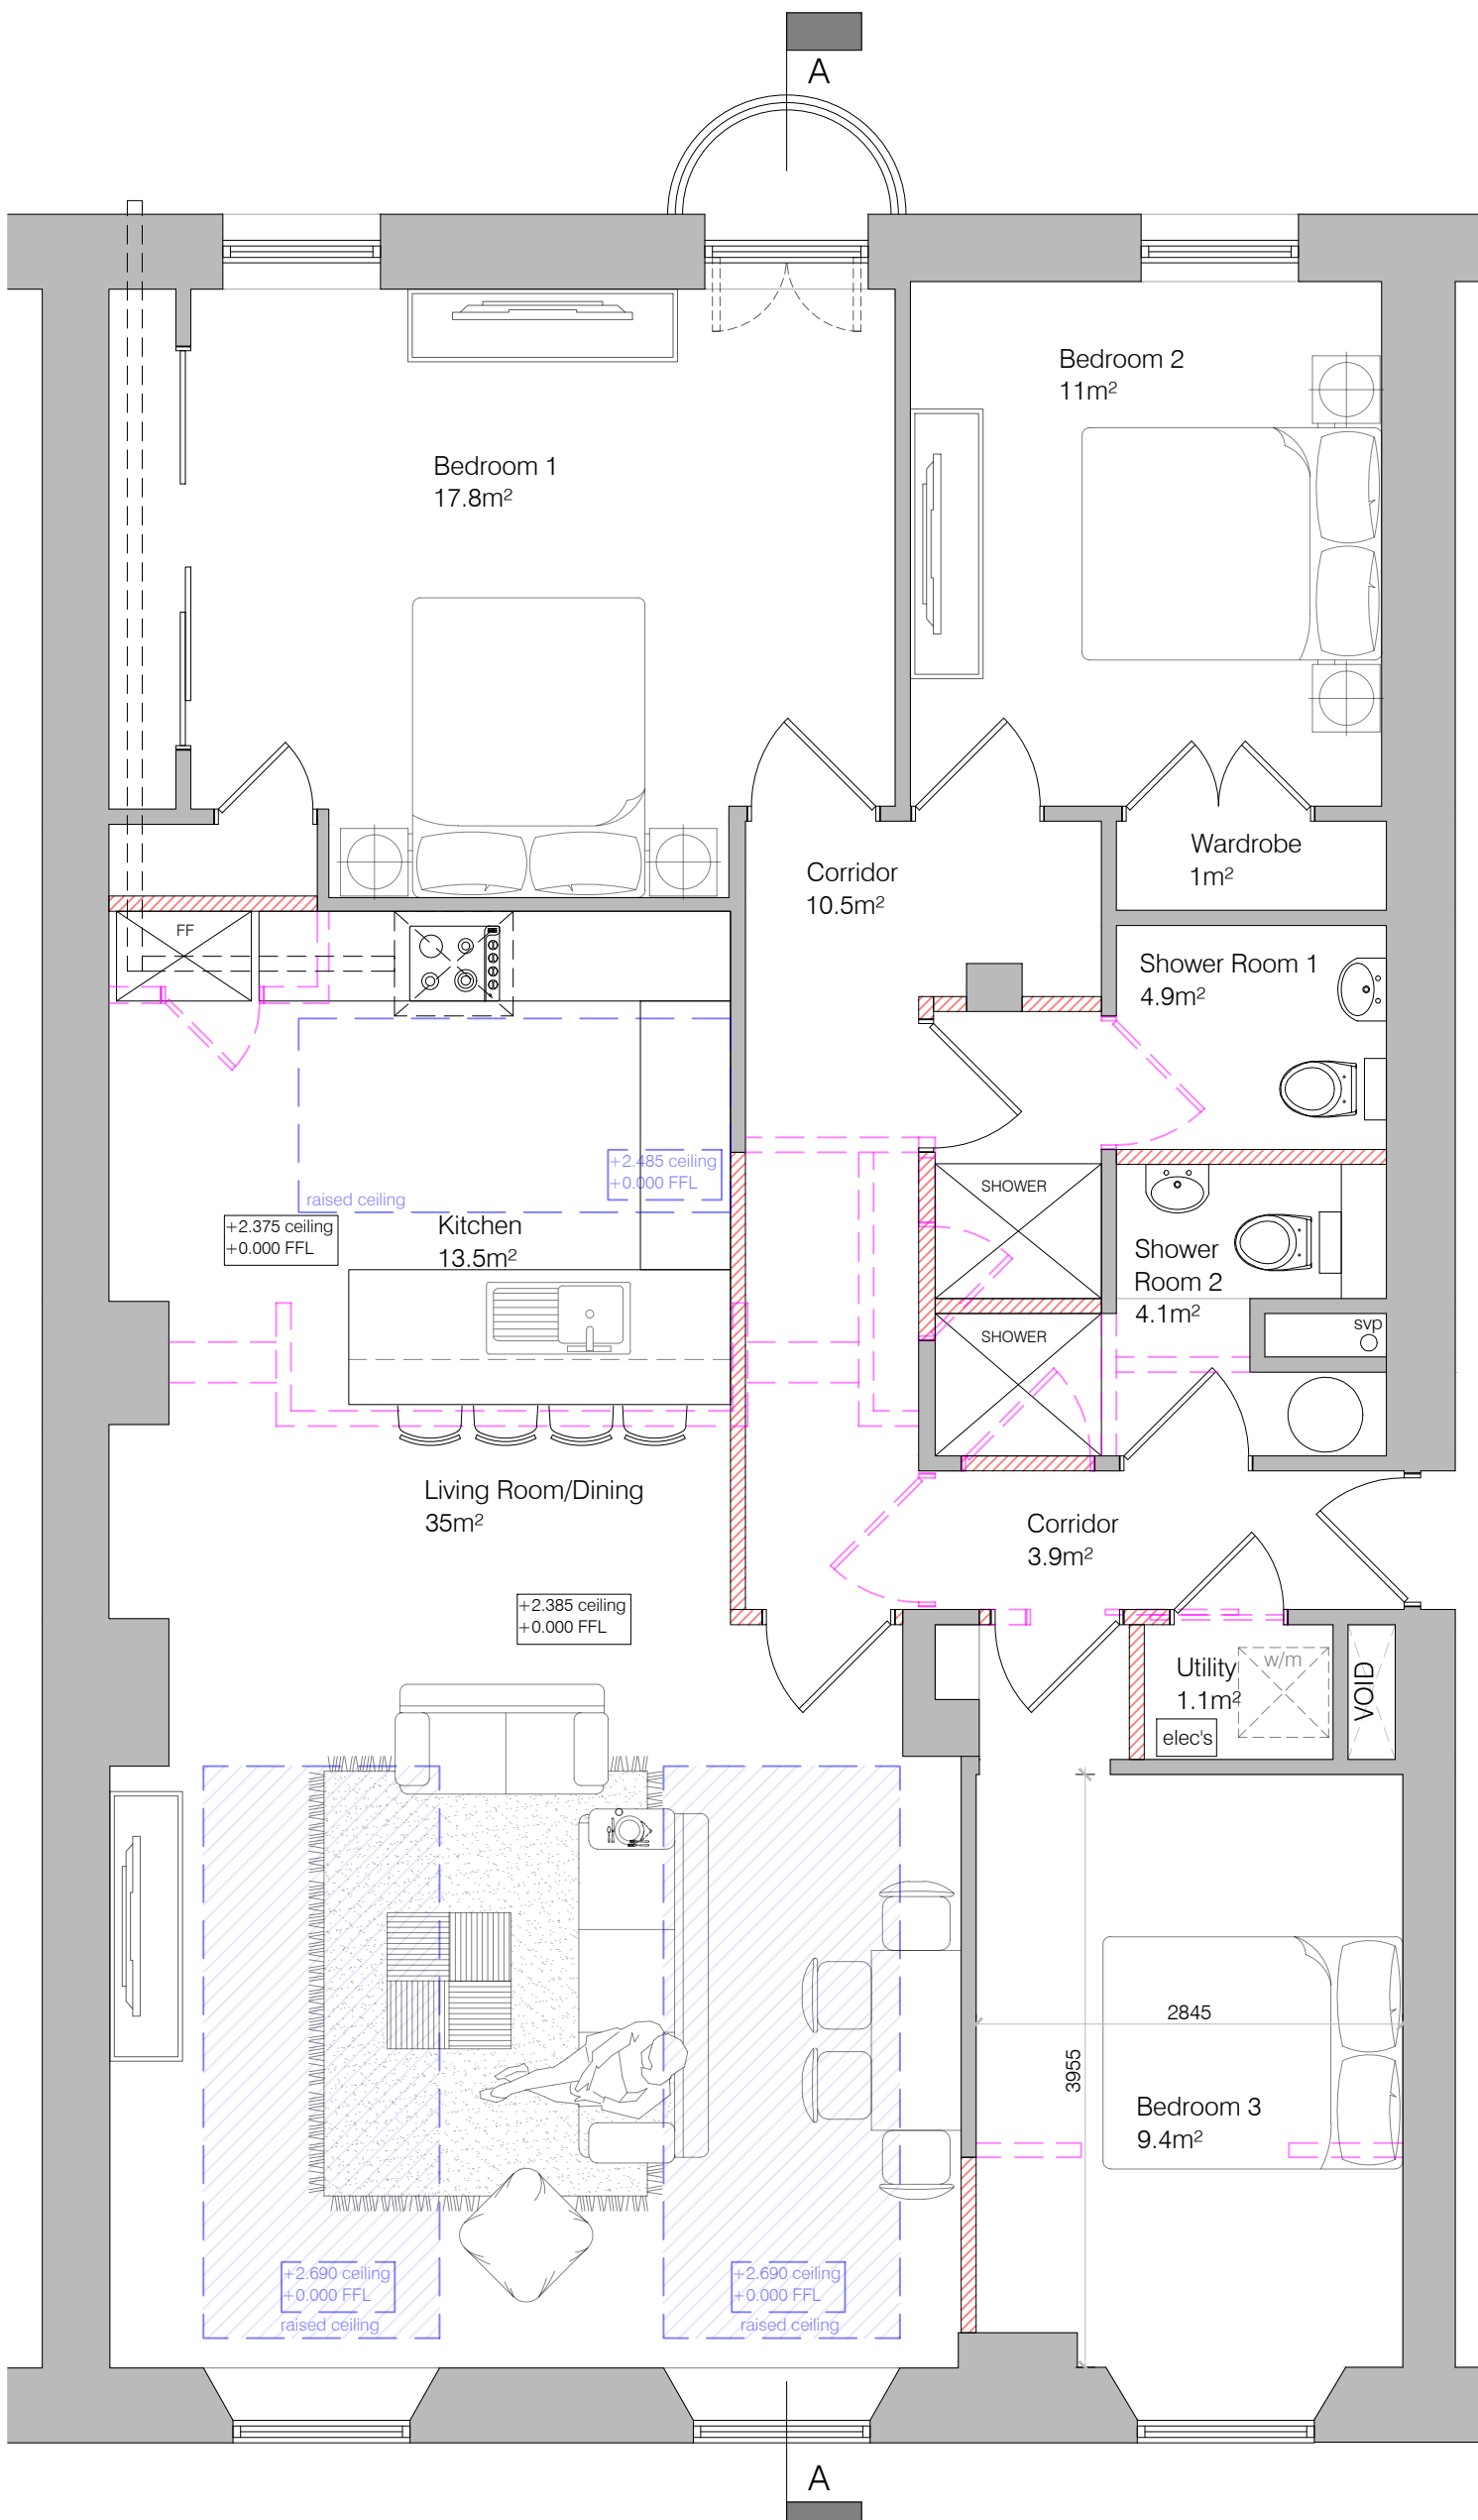 A
Bedroom 2
11m²
Bedroom 1
17.8m²
Wardrobe
1m²
Corridor
10.5m²
FF
Shower Room 1
4.9m²
+2.485 ceiling
+0.000 FFL
raised ceiling
SHOWER
+2.375 ceiling
+0.000 FFL
Kitchen
13.5m²
Shower
Room 2
4.1m²
svp
SHOWER
Living Room/Dining
35m²
Corridor
3.9m²
+2.385 ceiling
+0.000 FFL
Utility
1.1m²
w/m
VOID
elec's
2845
3955
Bedroom 3
9.4m²
+2.690 ceiling
+0.000 FFL
raised ceiling
+2.690 ceiling
+0.000 FFL
raised ceiling
A